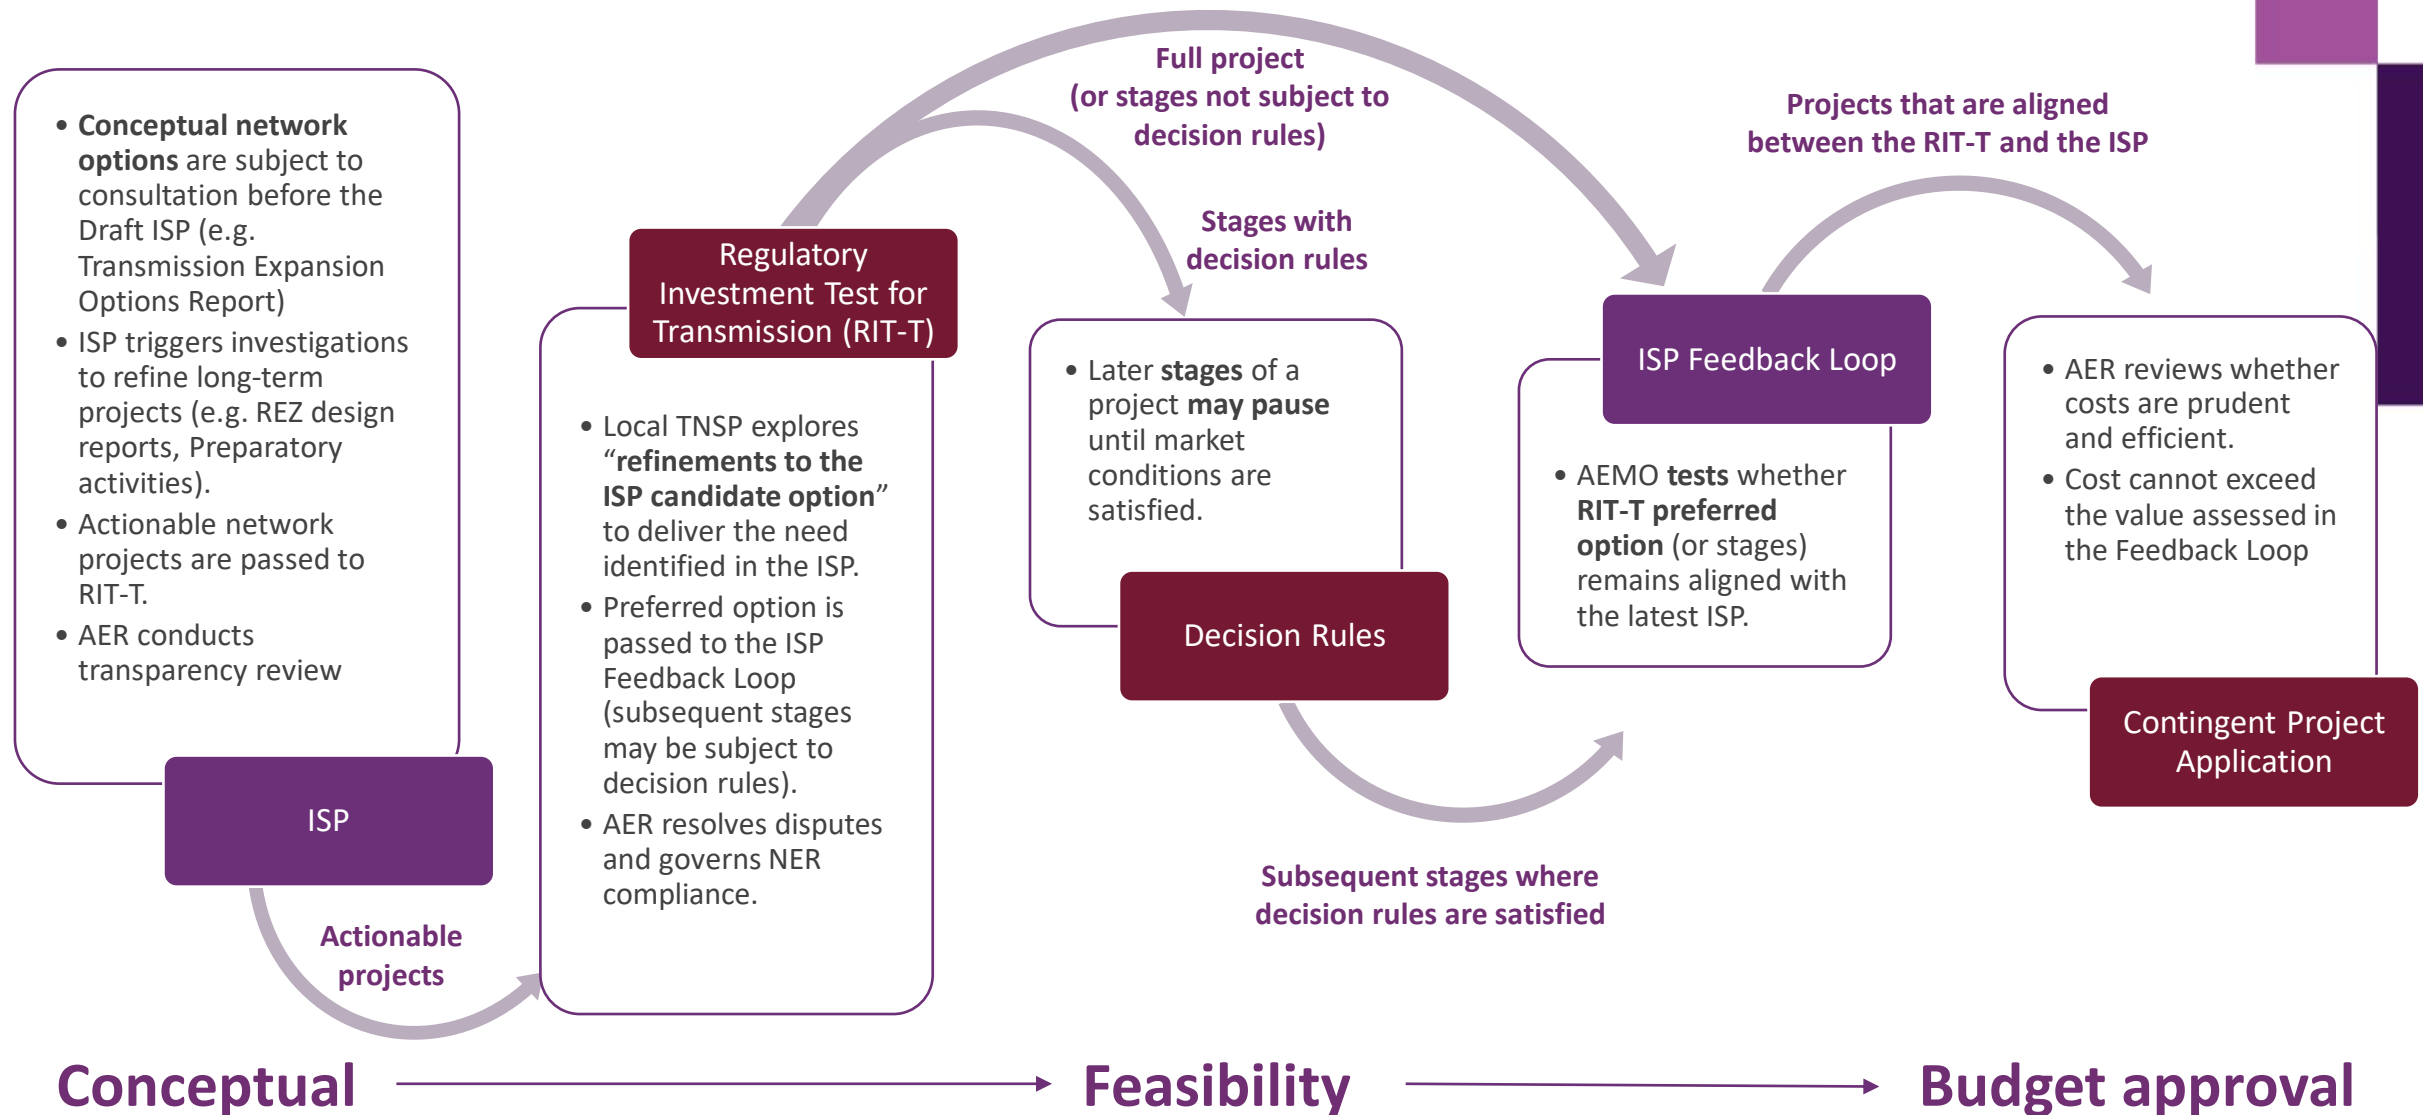 • Conceptual network
options are subject to
consultation before the
Draft ISP (e.g.
Transmission Expansion
Options Report)
• ISP triggers investigations
to refine long-term
projects (e.g. REZ design
reports, Preparatory
activities).
• Actionable network
projects are passed to
RIT-T.
• AER conducts
transparency review
ISP
Actionable
projects
Regulatory
Investment Test for
Transmission (RIT-T)
• Local TNSP explores
“refinements to the
ISP candidate option”
to deliver the need
identified in the ISP.
• Preferred option is
passed to the ISP
Feedback Loop
(subsequent stages
may be subject to
decision rules).
• AER resolves disputes
and governs NER
compliance.
Full project
(or stages not subject to
decision rules)
Stages with
decision rules
• Later stages of a
project may pause
until market
conditions are
satisfied.
Decision Rules
Subsequent stages where
decision rules are satisfied
ISP Feedback Loop
• AEMO tests whether
RIT-T preferred
option (or stages)
remains aligned with
the latest ISP.
Projects that are aligned
between the RIT-T and the ISP
• AER reviews whether
costs are prudent
and efficient.
• Cost cannot exceed
the value assessed in
the Feedback Loop
Contingent Project
Application
Conceptual
Feasibility
Budget approval